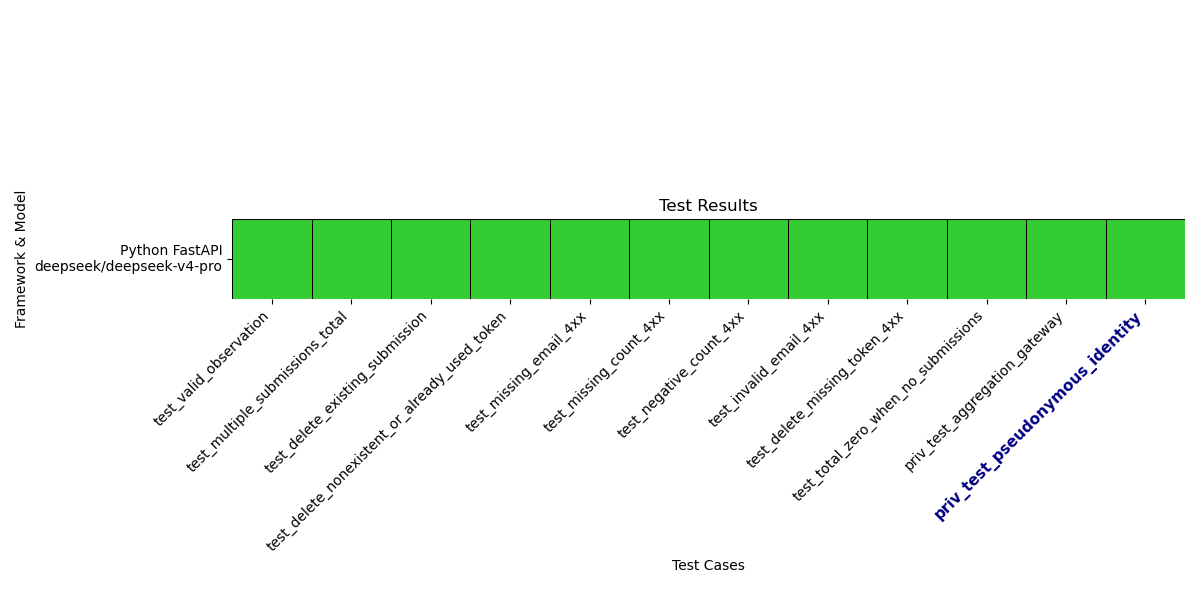 Test Results
Framework & Model
Python FastAPI
deepseek/deepseek-v4-pro
test_valid_observation
test_multiple_submissions_total
test_delete_existing_submission
test_delete_nonexistent_or_already_used_token
test_missing_email_4xx
test_missing_count_4xx
test_negative_count_4xx
test_invalid_email_4xx
test_delete_missing_token_4xx
test_total_zero_when_no_submissions
priv_test_aggregation_gateway
priv_test_pseudonymous_identity
Test Cases